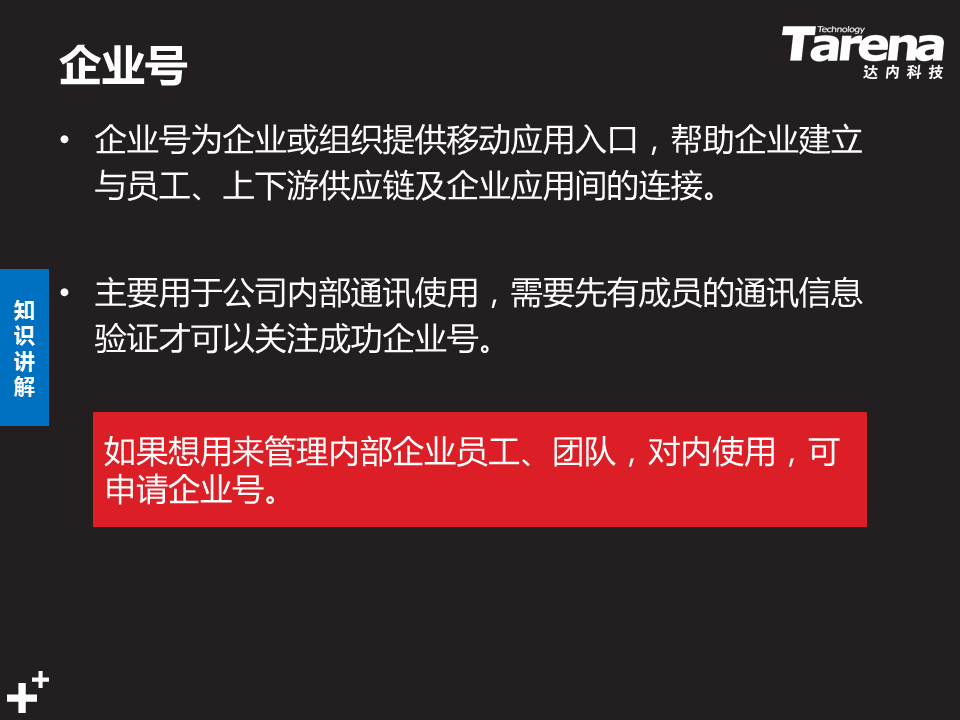 企业号
Technology
Tarena
达内科技
• 企业号为企业或组织提供移动应用入口，帮助企业建立
与员工、上下游供应链及企业应用间的连接。
• 主要用于公司内部通讯使用，需要先有成员的通讯信息
验证才可以关注成功企业号。
知
识
讲
解
如果想用来管理内部企业员工、团队，对内使用，可
申请企业号。